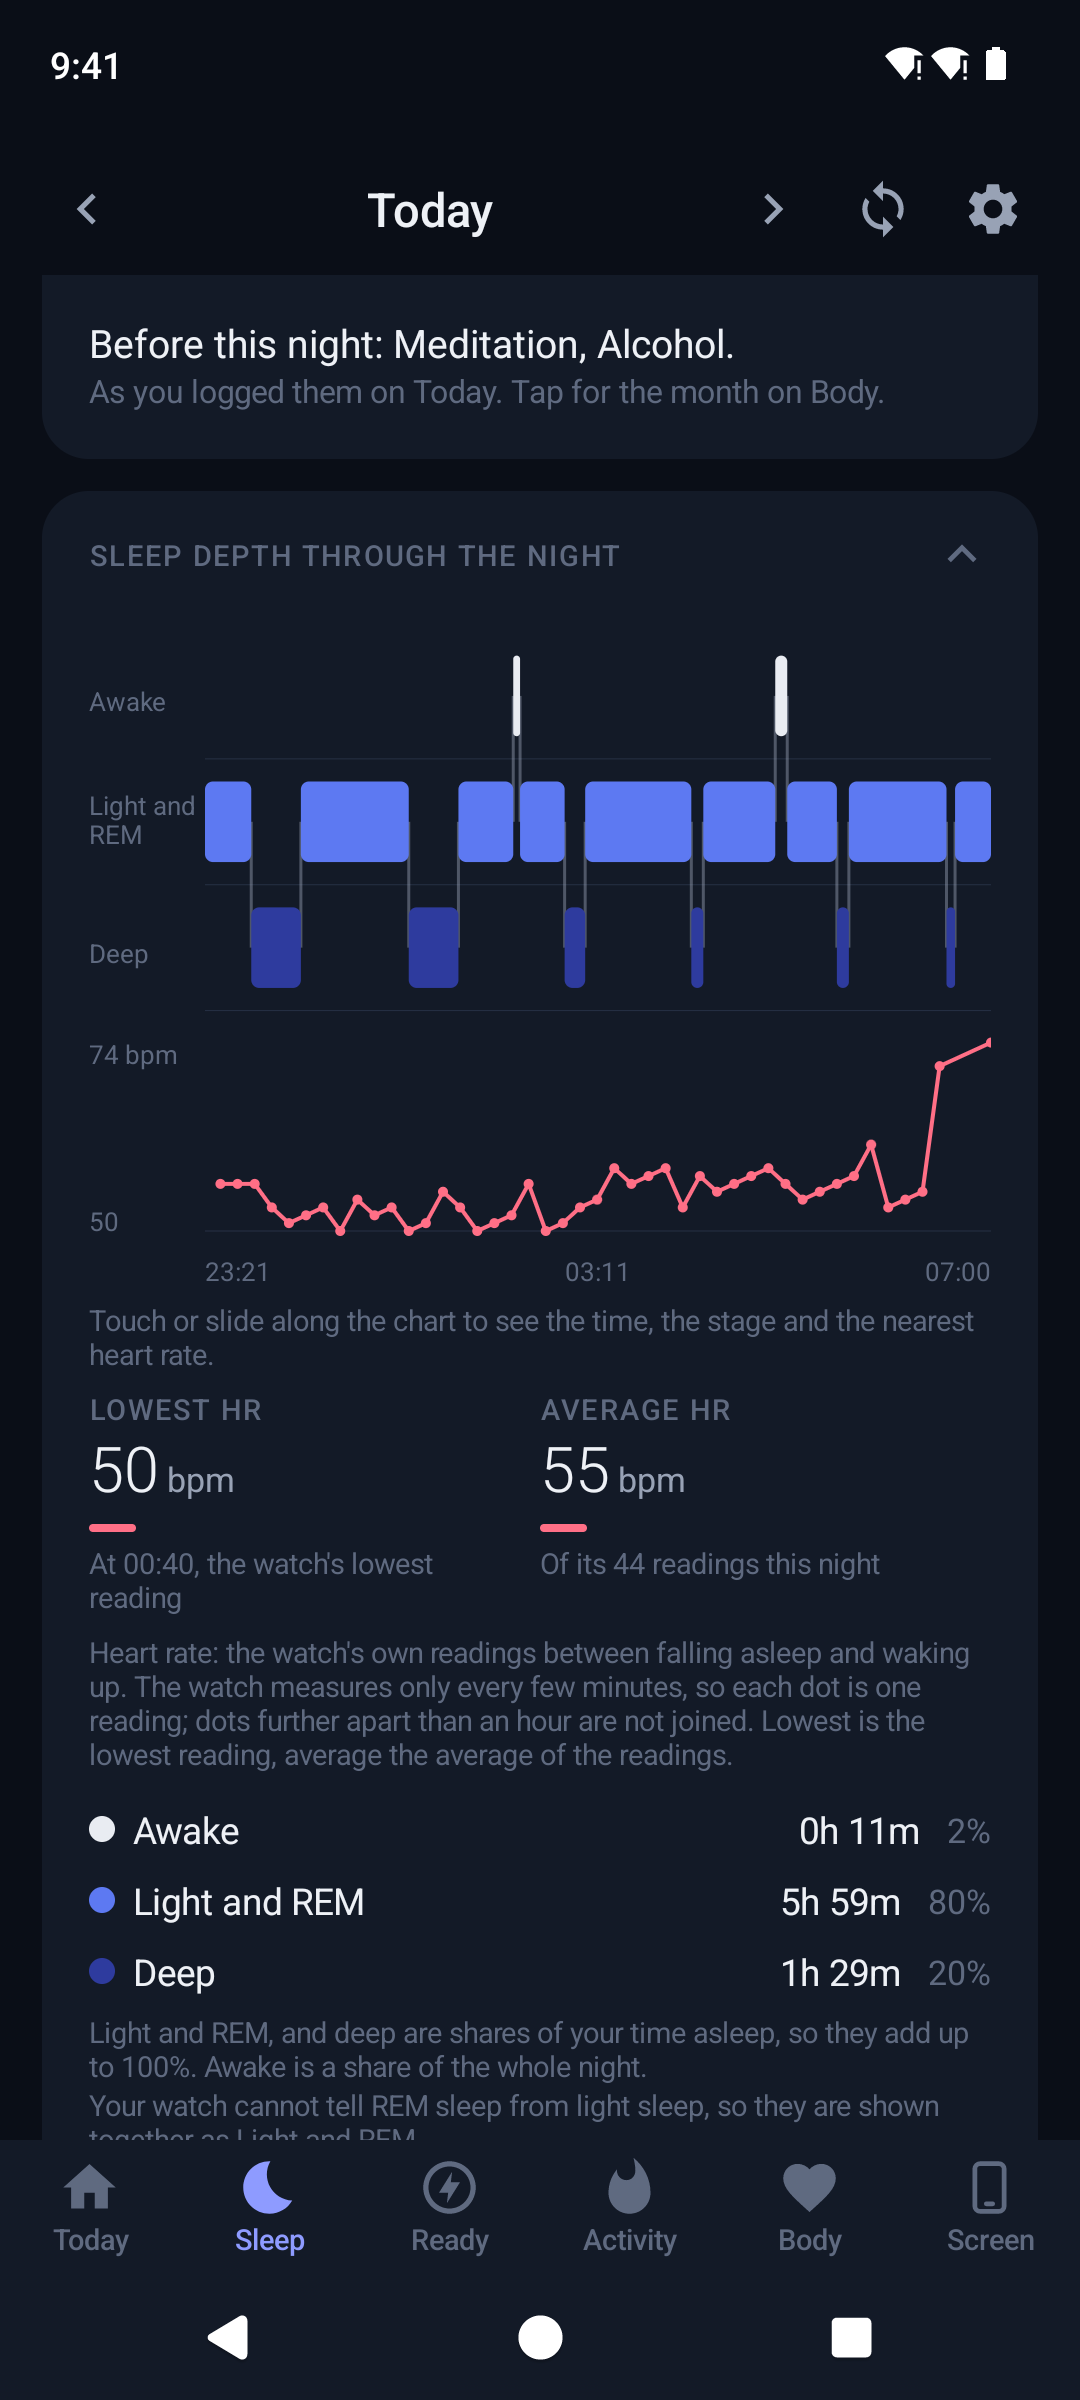 9:41
Today
Before this night: Meditation, Alcohol.
As you logged them on Today. Tap for the month on Body.
SLEEP DEPTH THROUGH THE NIGHT
Awake
Light and
REM
Deep
74 bpm
50
23:21 03:11 07:00
Touch or slide along the chart to see the time, the stage and the nearest
heart rate.
LOWEST HR
50 bpm
At 00:40, the watch's lowest
reading
AVERAGE HR
55 bpm
Of its 44 readings this night
Heart rate: the watch's own readings between falling asleep and waking
up. The watch measures only every few minutes, so each dot is one
reading; dots further apart than an hour are not joined. Lowest is the
lowest reading, average the average of the readings.
Awake 0h 11m 2%
Light and REM 5h 59m 80%
Deep 1h 29m 20%
Light and REM, and deep are shares of your time asleep, so they add up
to 100%. Awake is a share of the whole night.
Your watch cannot tell REM sleep from light sleep, so they are shown
together as Light and REM
Today Sleep Ready Activity Body Screen